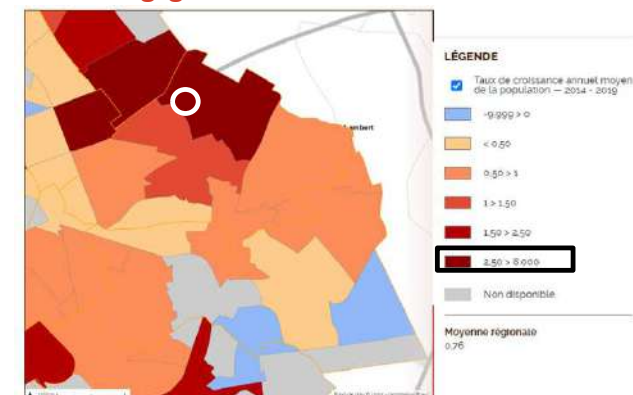 LÉGENDE
Taux de croissance annuel moyen
de la population — 2014 - 2019
-9.999 > 0
< 0.50
0.50 > 1
1 > 1.50
1.50 > 2.50
2.50 > 8.000
Non disponible
Moyenne régionale
0.76